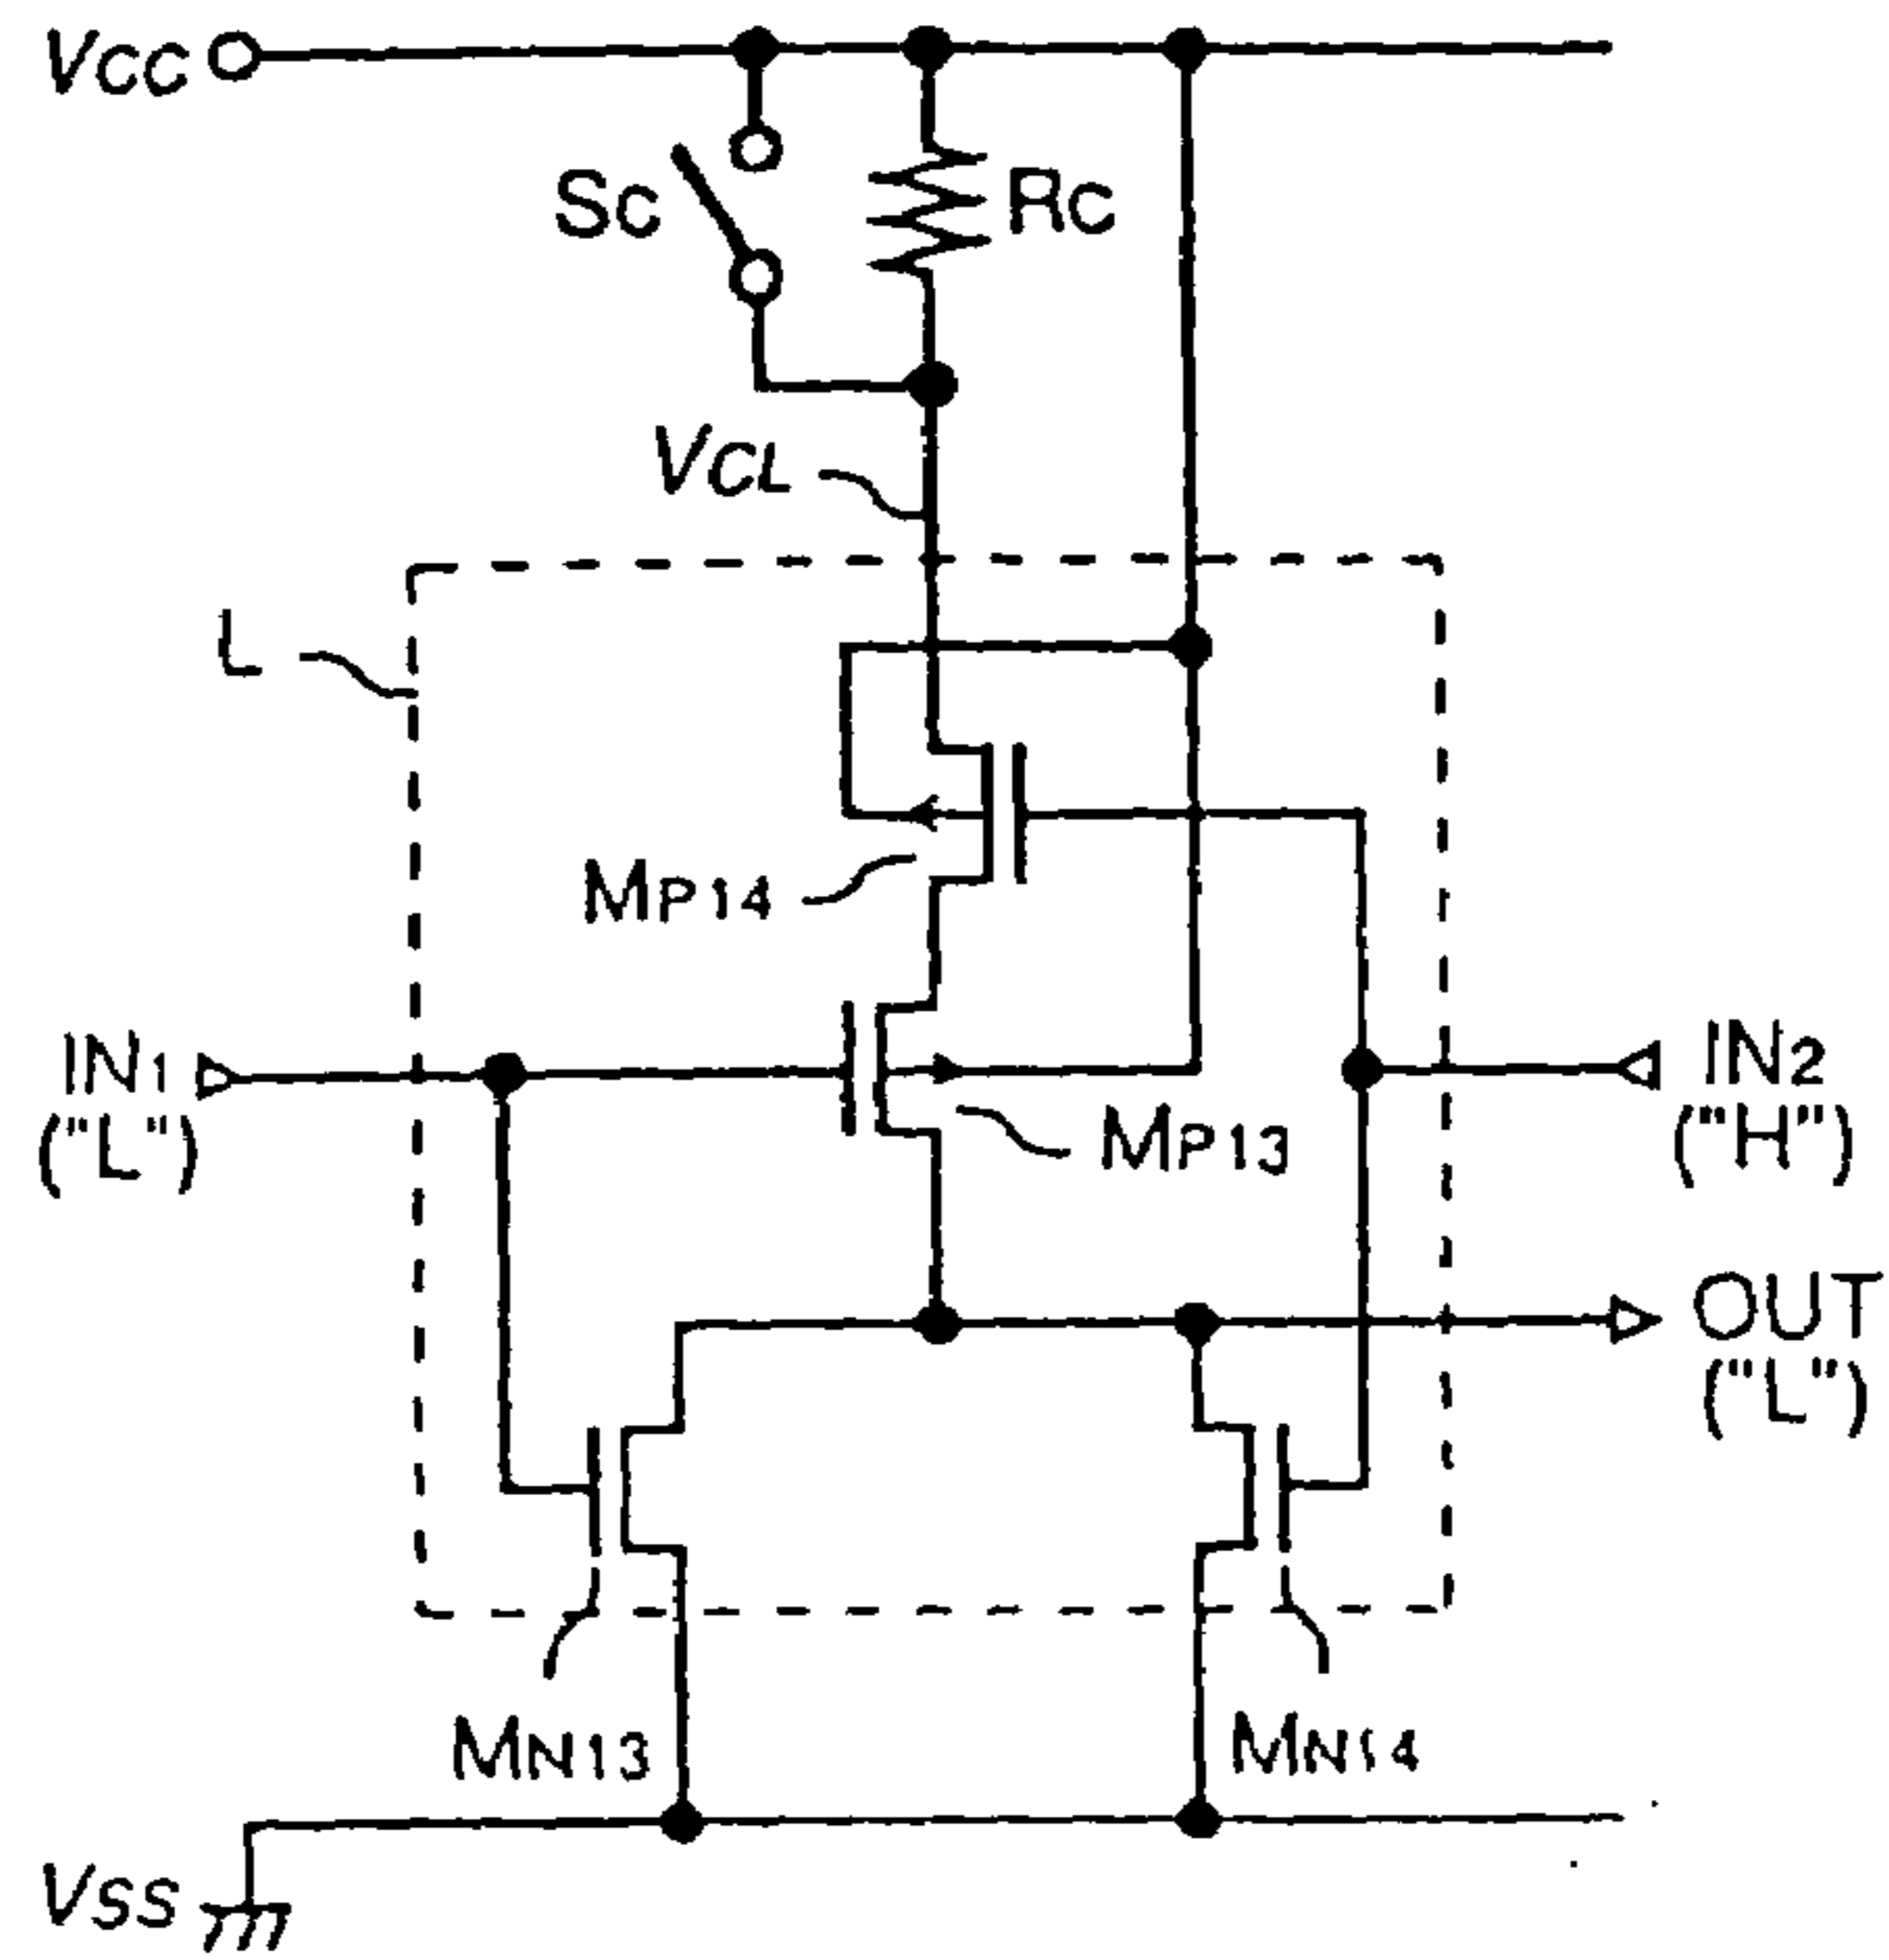 VCC
SC
RC
VCL
L
MP14
IN1
("L")
IN2
("H")
MP13
OUT
("L")
MN13
MN14
VSS